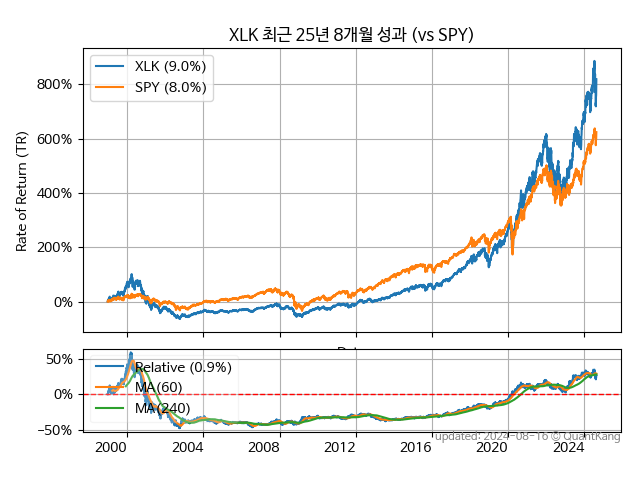 XLK 최근 25년 8개월 성과 (vs SPY)
XLK (9.0%)
SPY (8.0%)
Rate of Return (TR)
800%
600%
400%
200%
0%
50%
0%
−50%
Relative (0.9%)
MA(60)
MA(240)
2000 2004 2008 2012 2016 2020 2024
updated: 2024-08-16 © QuantKang